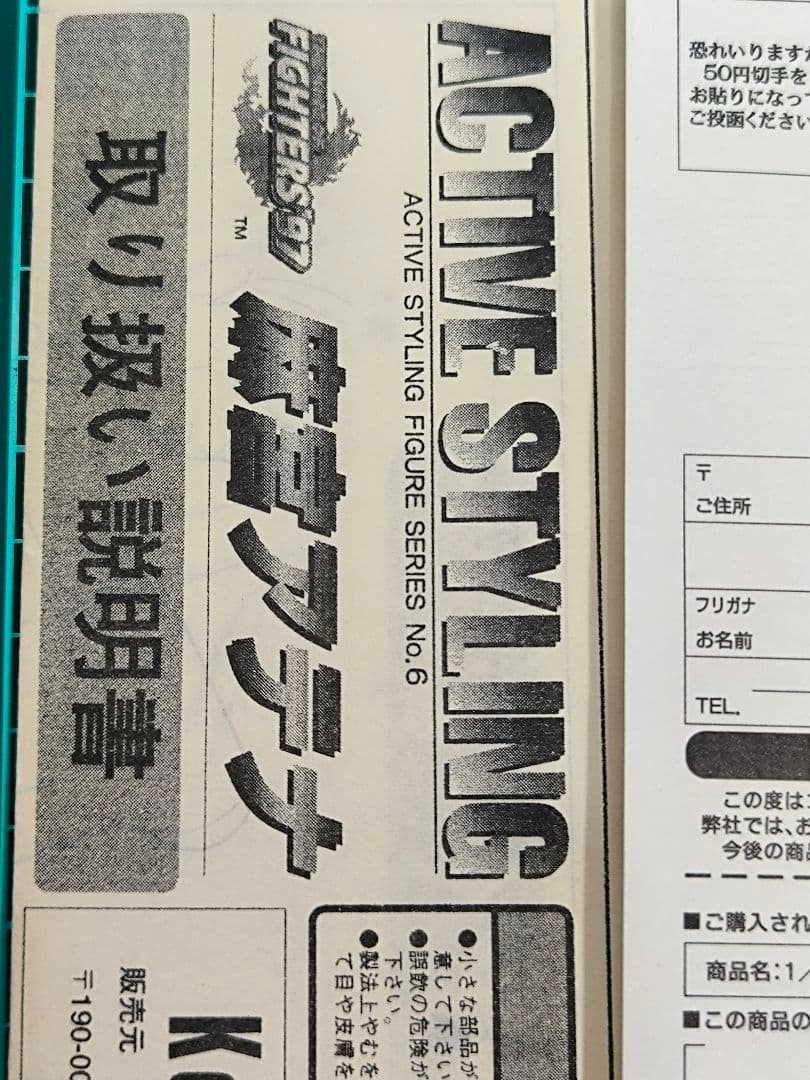 ACTIVE STYLING
ACTIVE STYLING FIGURE SERIES No.6
FIGHTERS'97
TM
麻宮アテナ
取り扱い説明書
●小さな部品が
意して下さい
●誤飲の危険が
下さい。
●製法上やむを
て目や皮膚を
販売元
〒190-00
K
恐れいりますが
50円切手を
お貼りになって
ご投函ください
〒
ご住所
フリガナ
お名前
TEL.
この度は
弊社では、お
今後の商品
■ご購入され
商品名:1/
■この商品の